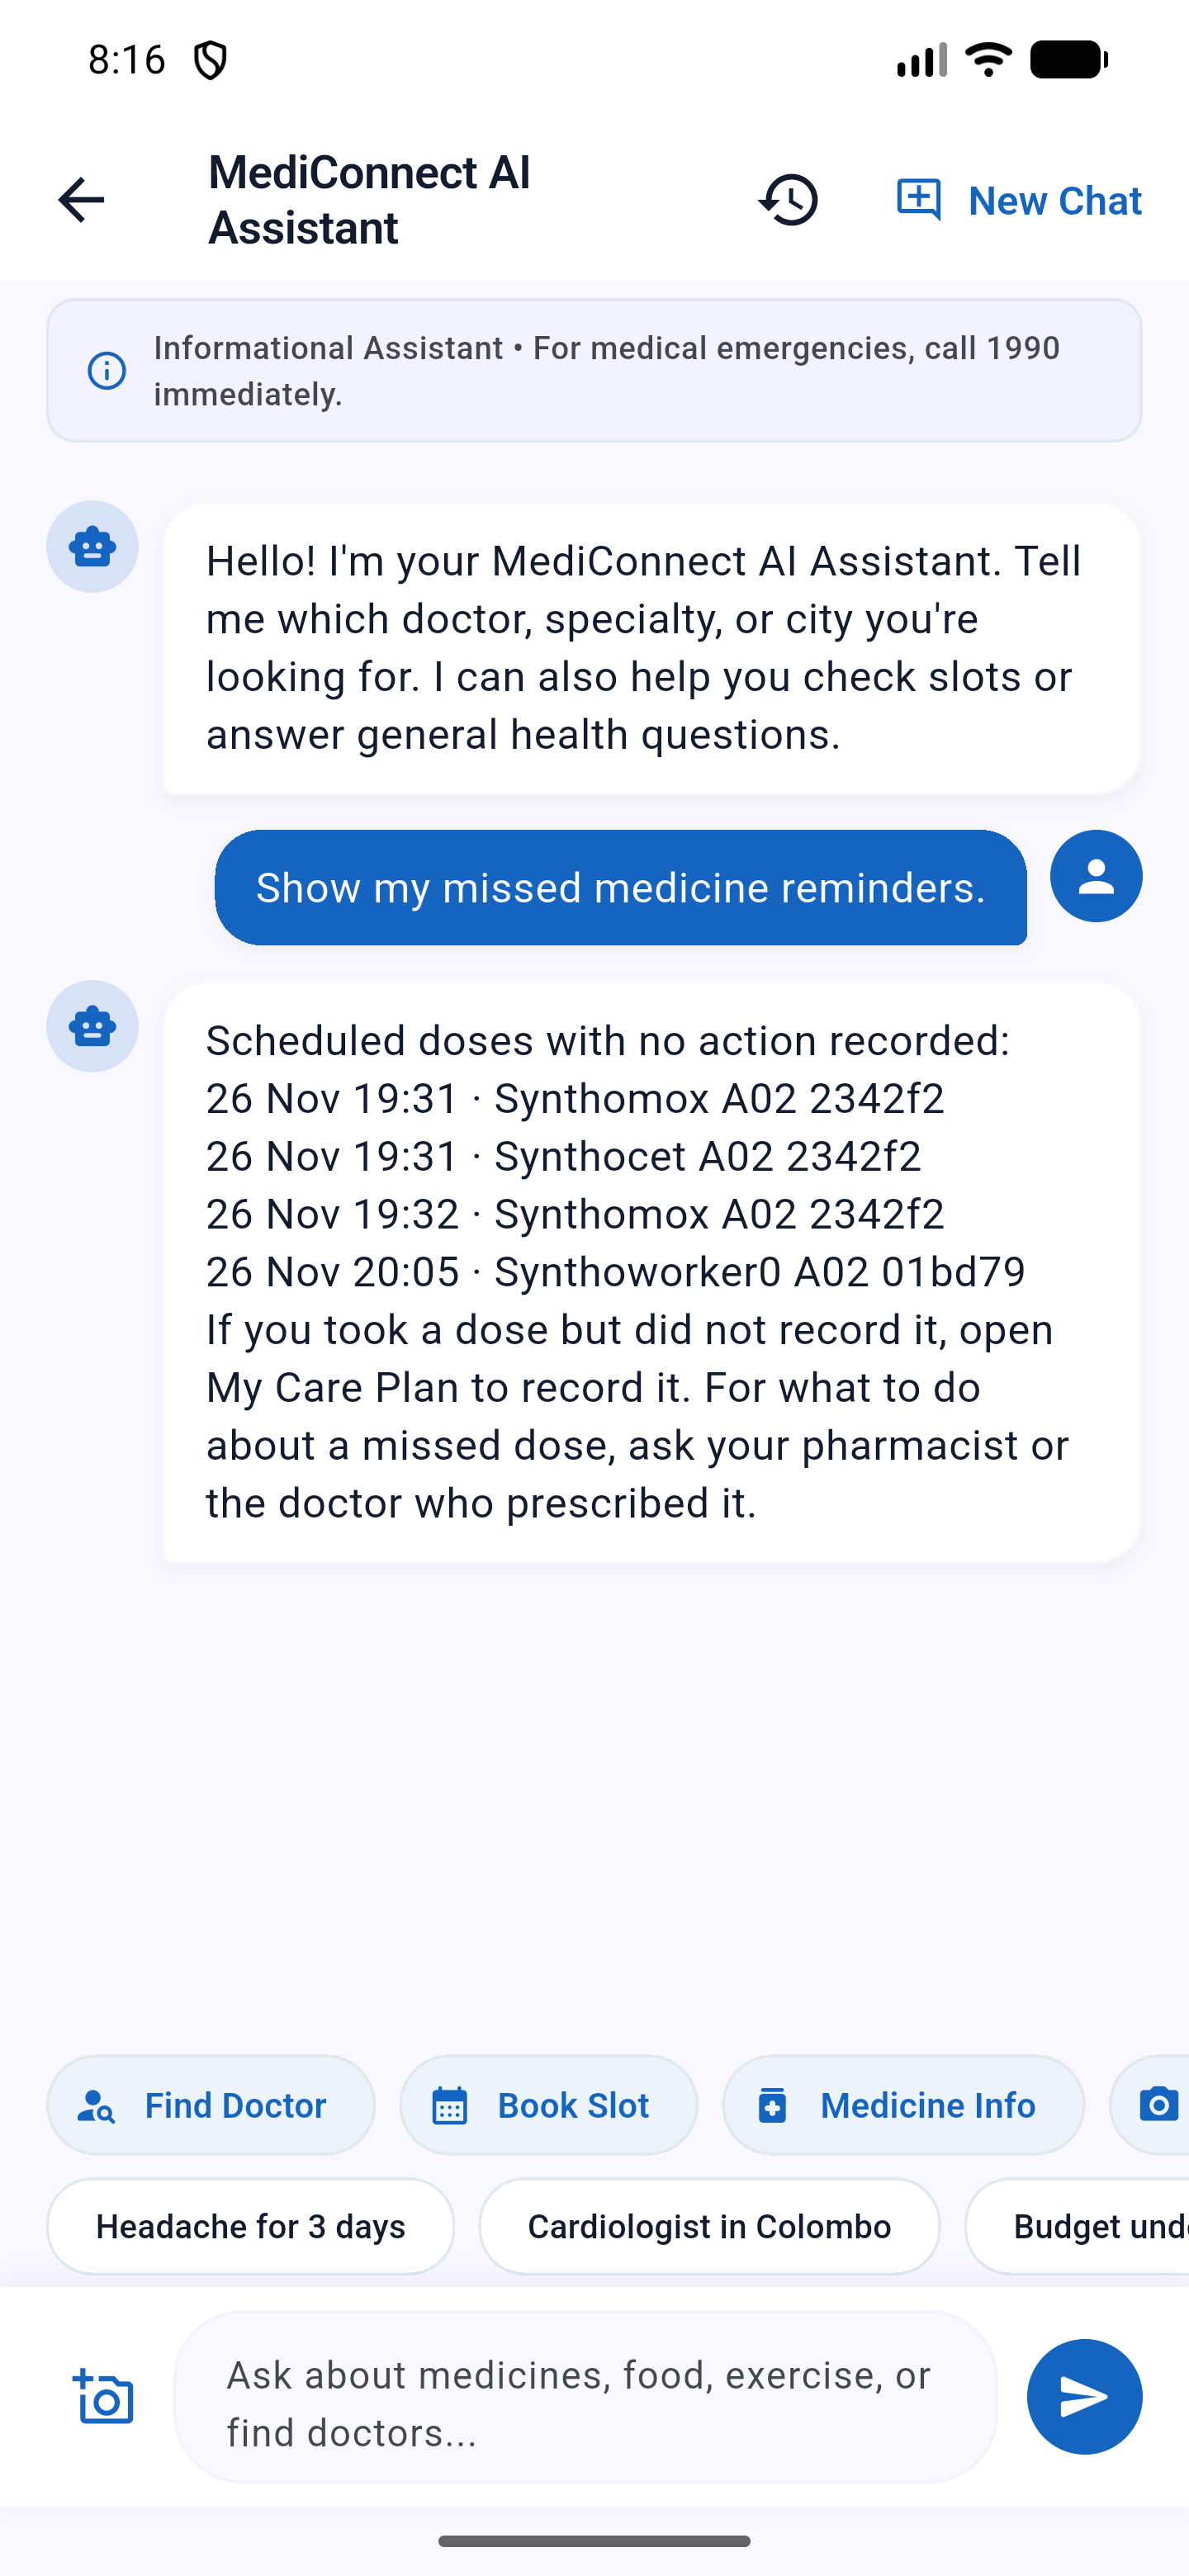 8:16
MediConnect AI
Assistant
New Chat
Informational Assistant • For medical emergencies, call 1990
immediately.
Hello! I'm your MediConnect AI Assistant. Tell
me which doctor, specialty, or city you're
looking for. I can also help you check slots or
answer general health questions.
Show my missed medicine reminders.
Scheduled doses with no action recorded:
26 Nov 19:31 · Synthomox A02 2342f2
26 Nov 19:31 · Synthocet A02 2342f2
26 Nov 19:32 · Synthomox A02 2342f2
26 Nov 20:05 · Synthoworker0 A02 01bd79
If you took a dose but did not record it, open
My Care Plan to record it. For what to do
about a missed dose, ask your pharmacist or
the doctor who prescribed it.
Find Doctor
Book Slot
Medicine Info
Headache for 3 days
Cardiologist in Colombo
Budget
Ask about medicines, food, exercise, or
find doctors...